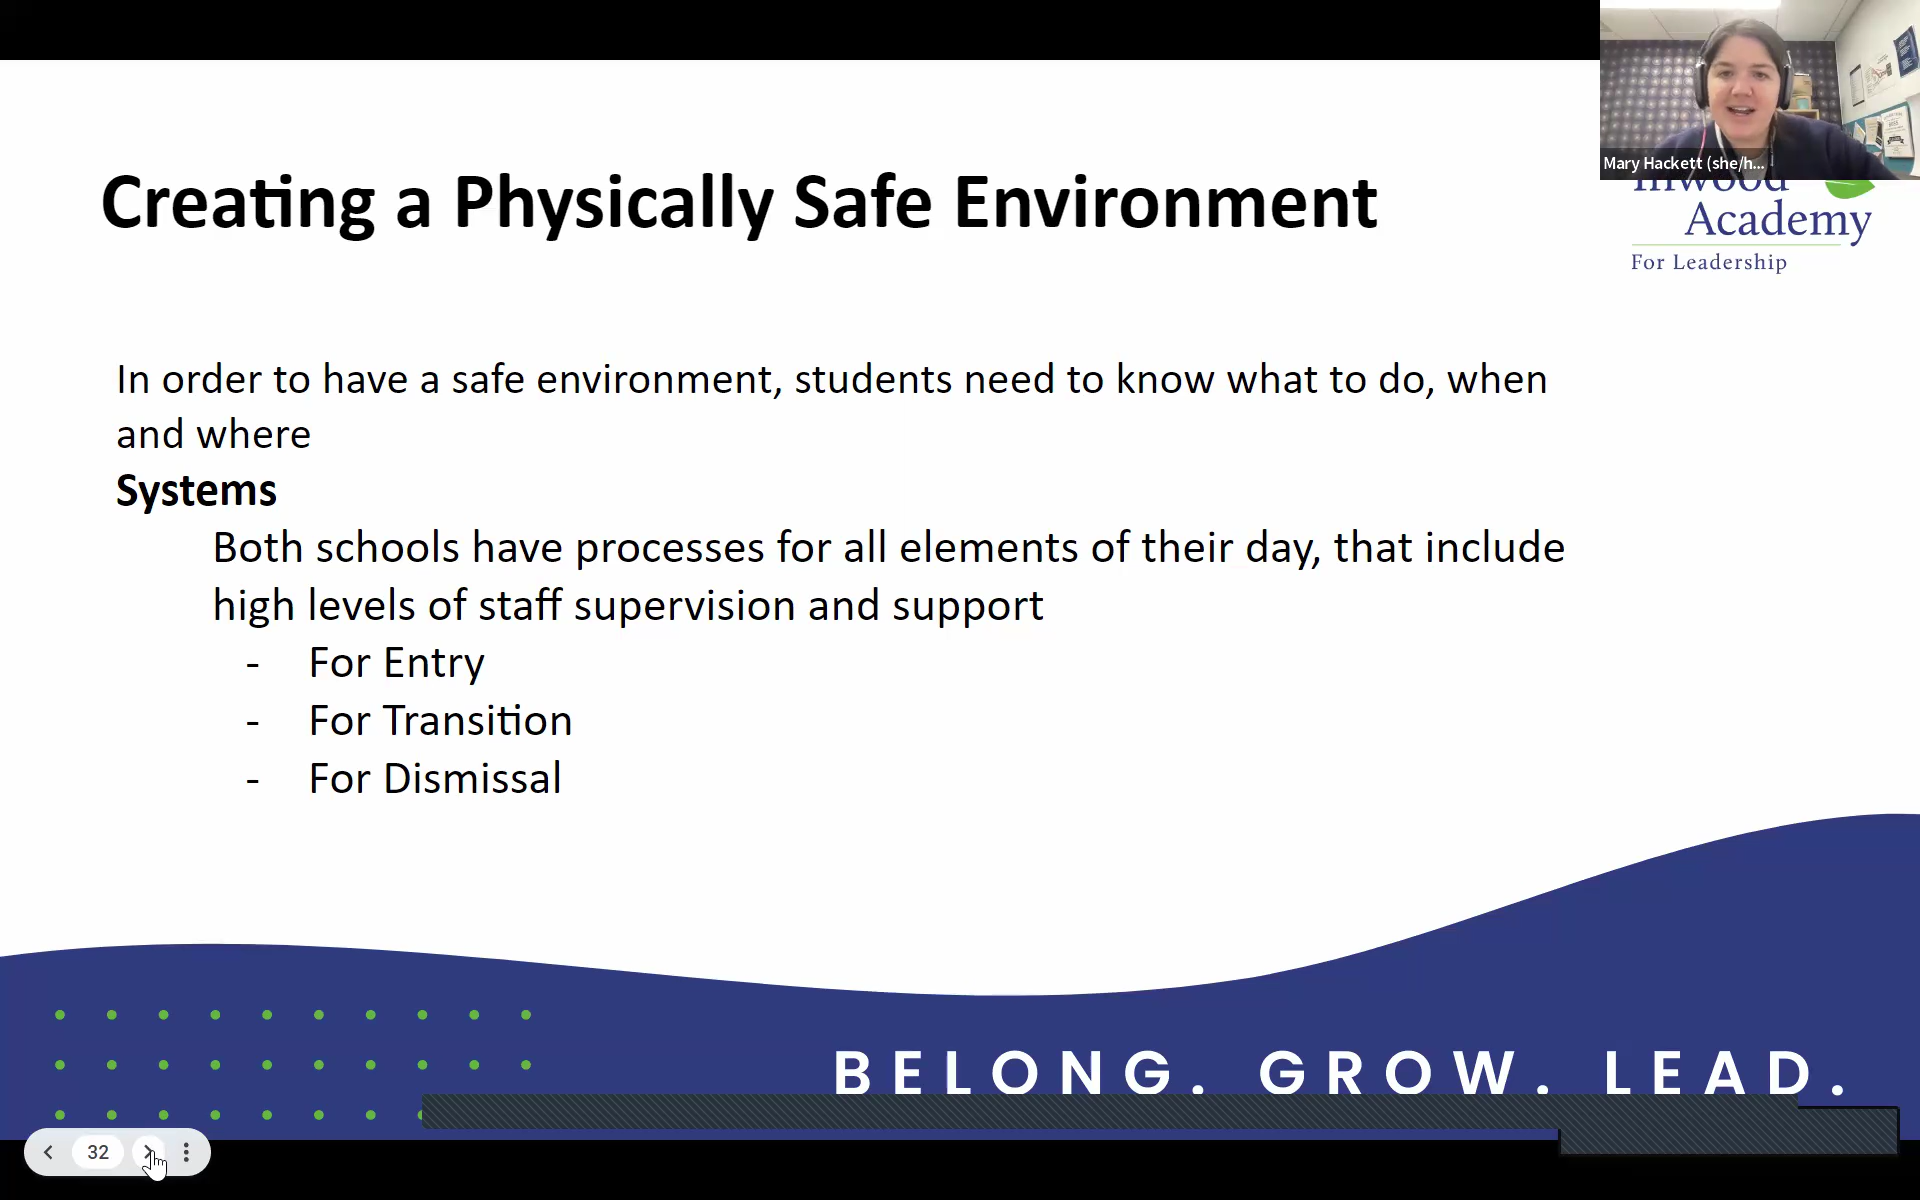 Mary Hackett (she/h...
Creating a Physically Safe Environment
Inwood
Academy
For Leadership
In order to have a safe environment, students need to know what to do, when
and where
Systems
Both schools have processes for all elements of their day, that include
high levels of staff supervision and support
- For Entry
- For Transition
- For Dismissal
BELONG. GROW. LEAD.
32